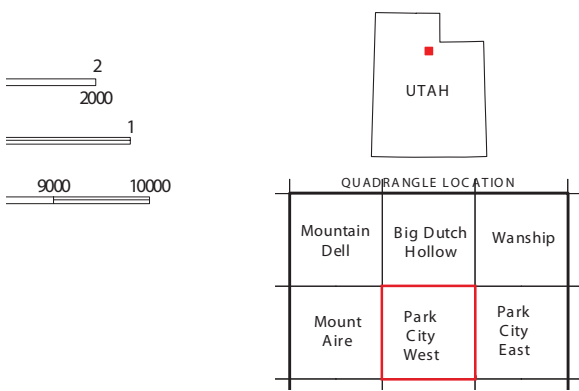 2
2000
1
9000 10000
UTAH
QUADRANGLE LOCATION
Mountain
Dell
Big Dutch
Hollow
Wanship
Mount
Aire
Park
City
West
Park
City
East